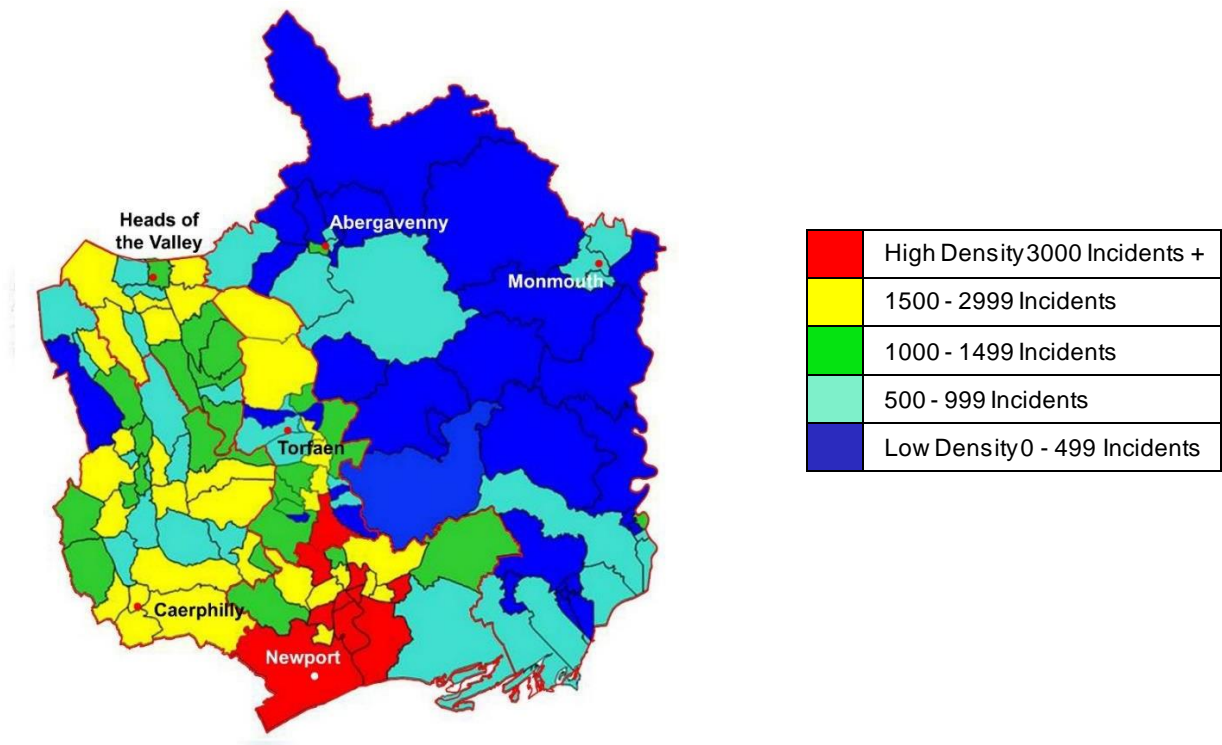 Heads of
the Valley
Abergavenny
Monmouth
Torfaen
Caerphilly
Newport
High Density 3000 Incidents +
1500 - 2999 Incidents
1000 - 1499 Incidents
500 - 999 Incidents
Low Density 0 - 499 Incidents